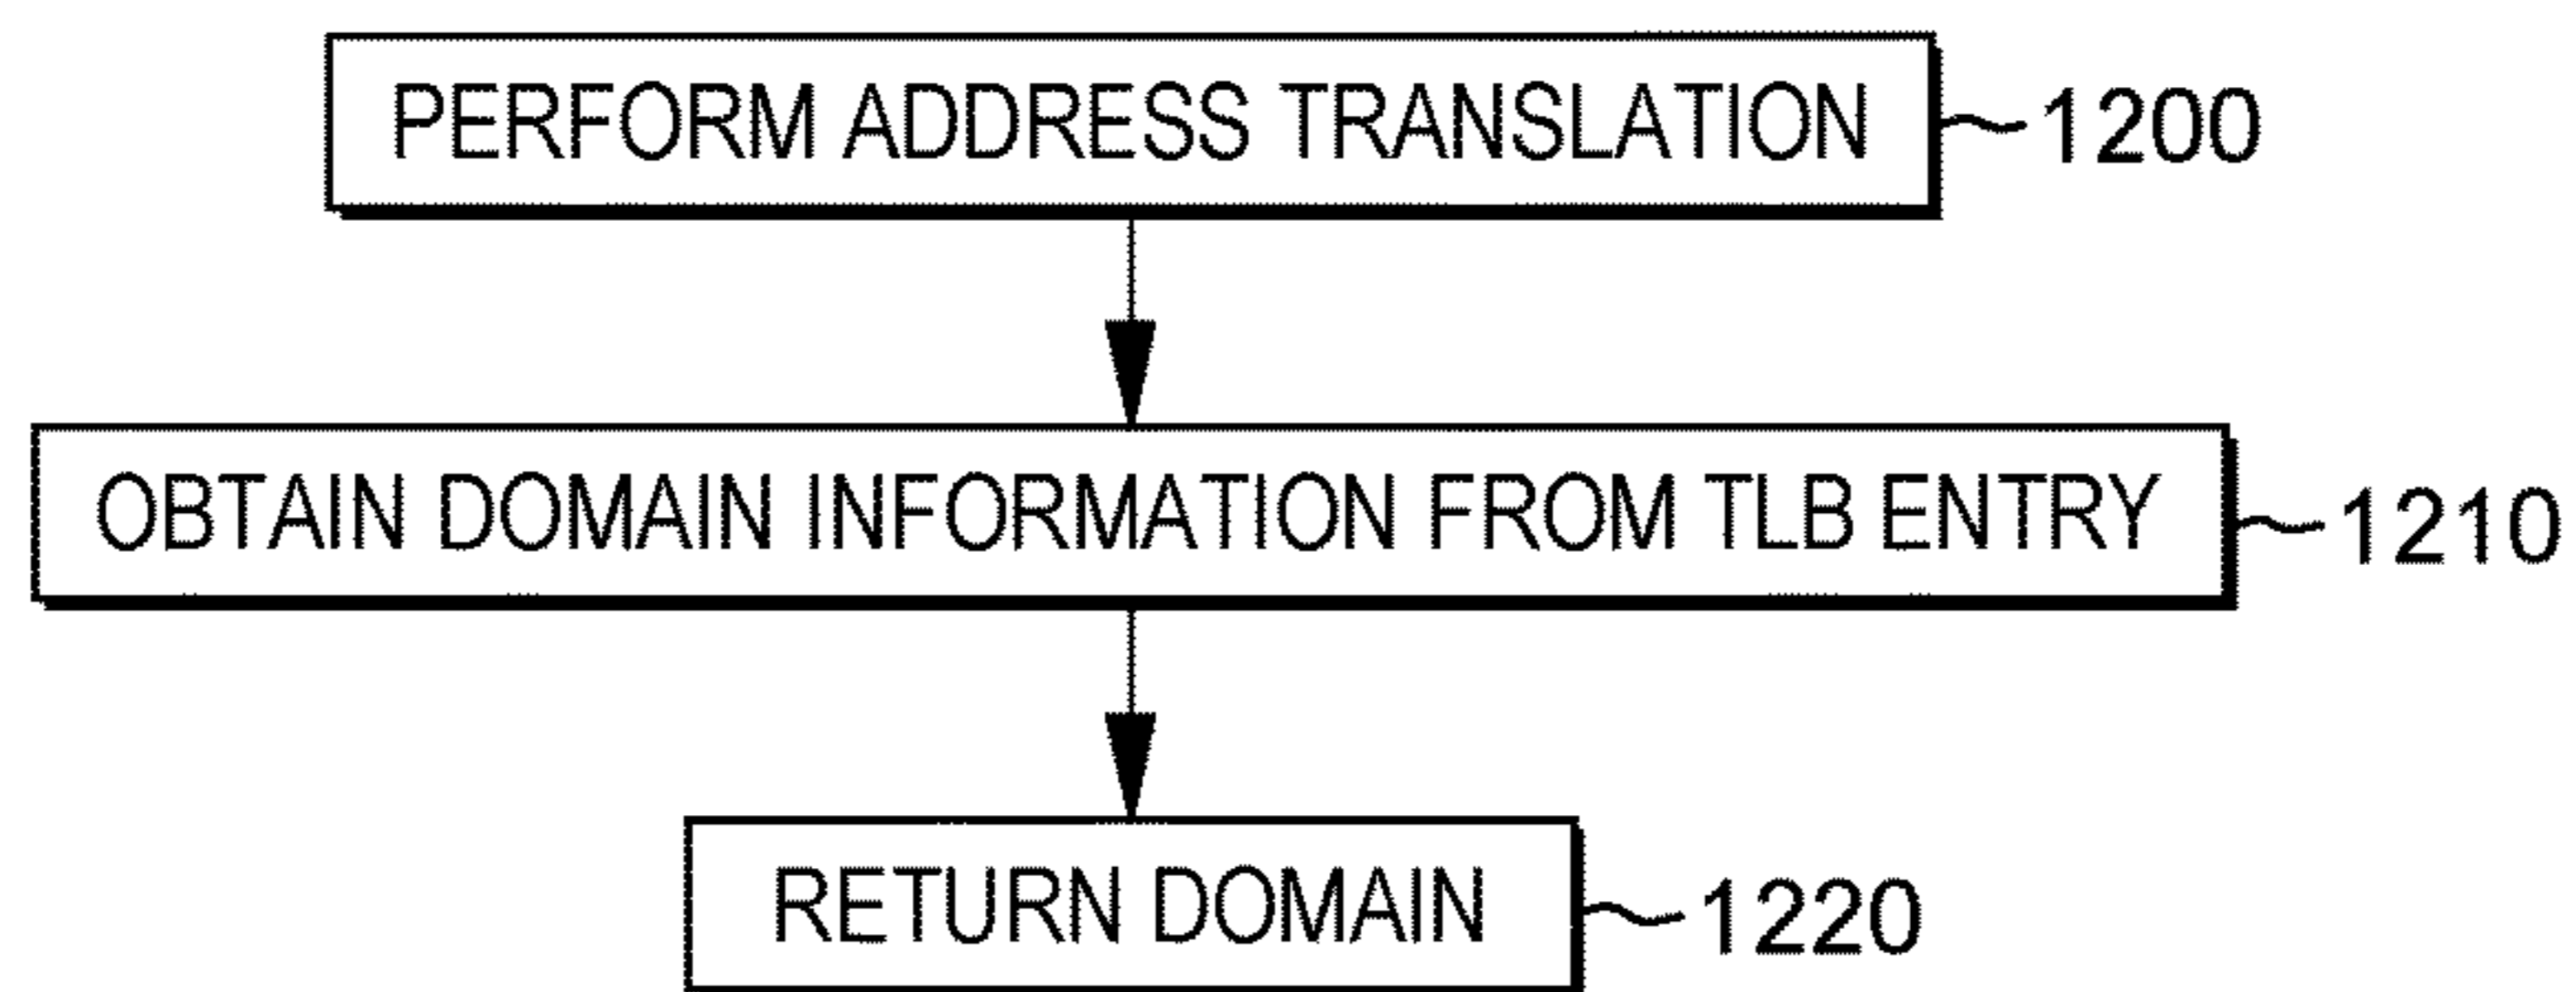 PERFORM ADDRESS TRANSLATION 1200
OBTAIN DOMAIN INFORMATION FROM TLB ENTRY 1210
RETURN DOMAIN 1220